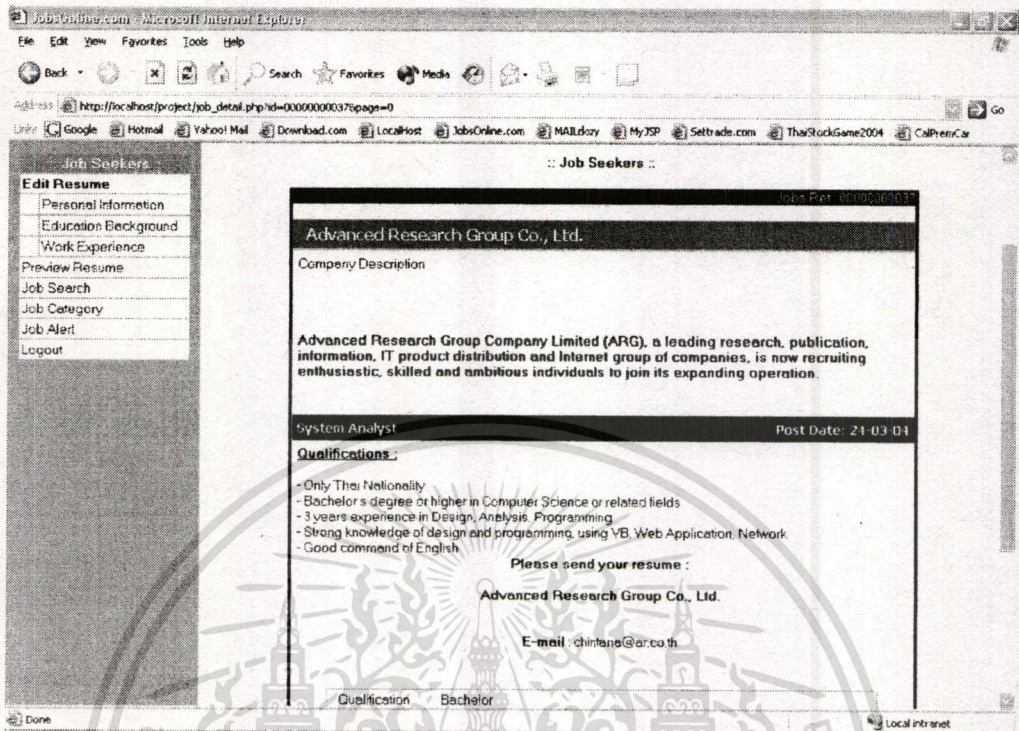 JobsOnline.com - Microsoft Internet Explorer
File Edit View Favorites Tools Help
Back Search Favorites Media
Address http://localhost/project/job_detail.php?id=00000000037&page=0 Go
Links Google Hotmail Yahoo! Mail Download.com LocalHost JobsOnline.com MAILdozy MyJSP Settrade.com ThaiStockGame2004 CalPremCar
Job Seekers
Edit Resume
Personal Information
Education Background
Work Experience
Preview Resume
Job Search
Job Category
Job Alert
Logout
:: Job Seekers ::
Jobs Ref. 00000000037
Advanced Research Group Co., Ltd.
Company Description
Advanced Research Group Company Limited (ARG), a leading research, publication,
information, IT product distribution and Internet group of companies, is now recruiting
enthusiastic, skilled and ambitious individuals to join its expanding operation.
System Analyst Post Date: 24-03-04
Qualifications :
- Only Thai Nationality
- Bachelor s degree or higher in Computer Science or related fields
- 3 years experience in Design, Analysis, Programming
- Strong knowledge of design and programming, using VB, Web Application, Network
- Good command of English
Please send your resume :
Advanced Research Group Co., Ltd.
E-mail : chintana@ar.co.th
Qualification Bachelor
Done Local intranet